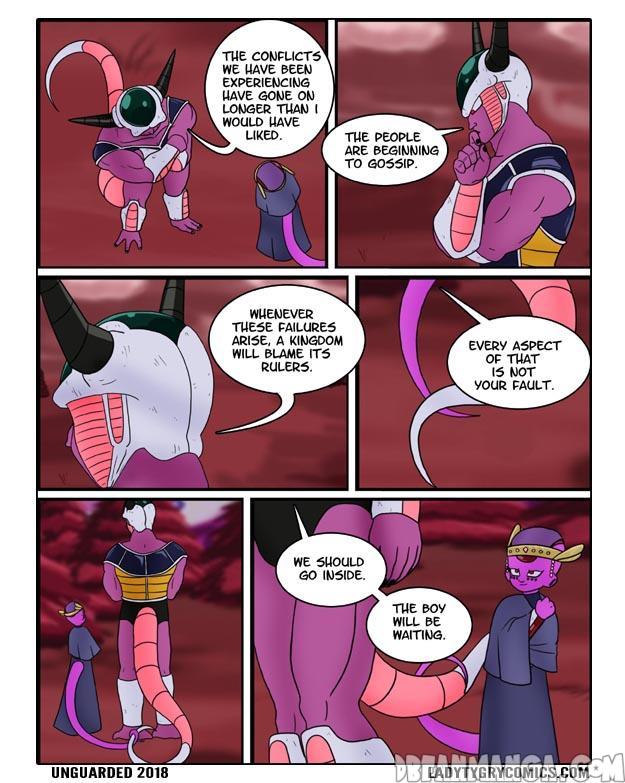 THE CONFLICTS
WE HAVE BEEN
EXPERIENCING
HAVE GONE ON
LONGER THAN I
WOULD HAVE
LIKED.
THE PEOPLE
ARE BEGINNING
TO GOSSIP.
WHENEVER
THESE FAILURES
ARISE, A KINGDOM
WILL BLAME ITS
RULERS.
EVERY ASPECT
OF THAT
IS NOT
YOUR FAULT.
WE SHOULD
GO INSIDE.
THE BOY
WILL BE
WAITING.
UNGUARDED 2018
LADYTYGRYCOMICS.COM
DBFANMANGA.COM